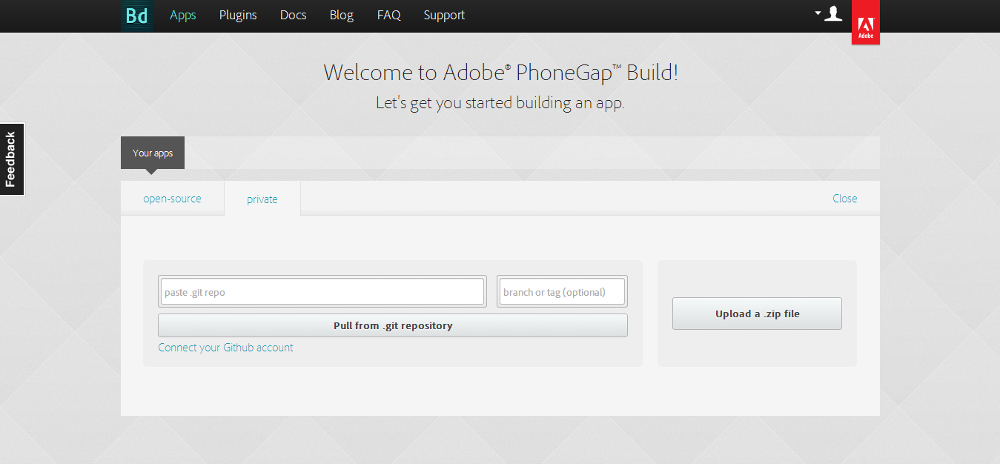 Bd Apps Plugins Docs Blog FAQ Support
Adobe
Welcome to Adobe® PhoneGap™ Build!
Let's get you started building an app.
Feedback
Your apps
open-source private Close
paste .git repo branch or tag (optional)
Upload a .zip file
Pull from .git repository
Connect your Github account